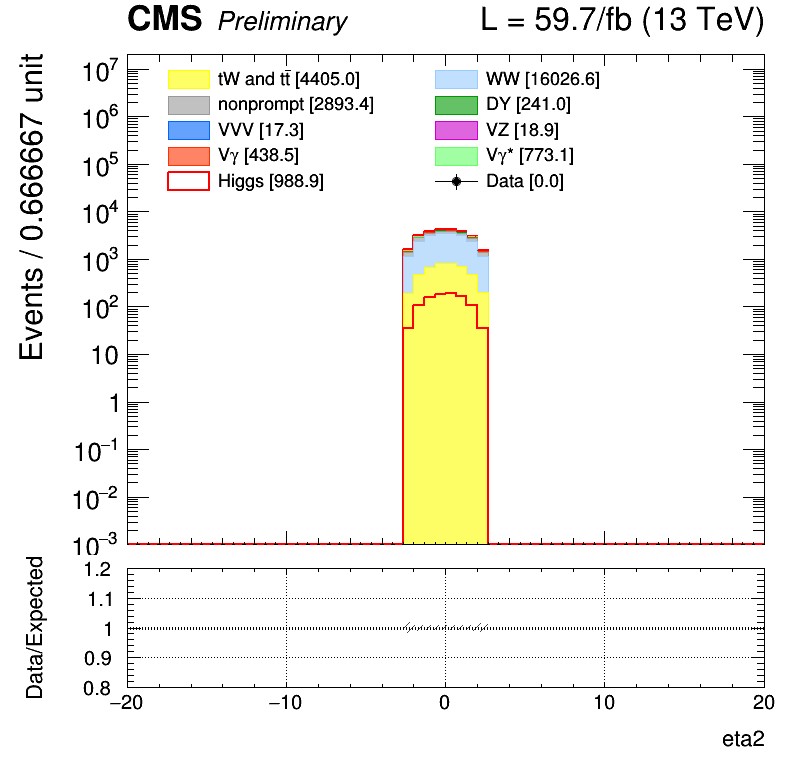 CMS Preliminary L = 59.7/fb (13 TeV)
Events / 0.666667 unit
10⁷
10⁶
10⁵
10⁴
10³
10²
10
1
10⁻¹
10⁻²
10⁻³
tW and tt̄ [4405.0] WW [16026.6]
nonprompt [2893.4] DY [241.0]
VVV [17.3] VZ [18.9]
Vγ [438.5] Vγ* [773.1]
Higgs [988.9] Data [0.0]
Data/Expected
1.2
1.1
1
0.9
0.8
−20 −10 0 10 20
eta2